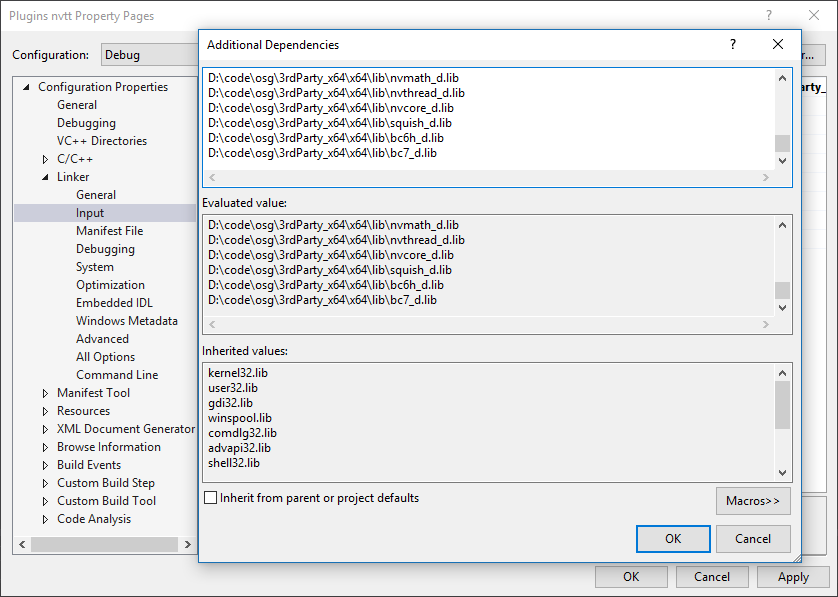 Plugins nvtt Property Pages
Configuration:
Debug
Configuration Properties
General
Debugging
VC++ Directories
C/C++
Linker
General
Input
Manifest File
Debugging
System
Optimization
Embedded IDL
Windows Metadata
Advanced
All Options
Command Line
Manifest Tool
Resources
XML Document Generator
Browse Information
Build Events
Custom Build Step
Custom Build Tool
Code Analysis
Additional Dependencies
D:\code\osg\3rdParty_x64\x64\lib\nvmath_d.lib
D:\code\osg\3rdParty_x64\x64\lib\nvthread_d.lib
D:\code\osg\3rdParty_x64\x64\lib\nvcore_d.lib
D:\code\osg\3rdParty_x64\x64\lib\squish_d.lib
D:\code\osg\3rdParty_x64\x64\lib\bc6h_d.lib
D:\code\osg\3rdParty_x64\x64\lib\bc7_d.lib
Evaluated value:
D:\code\osg\3rdParty_x64\x64\lib\nvmath_d.lib
D:\code\osg\3rdParty_x64\x64\lib\nvthread_d.lib
D:\code\osg\3rdParty_x64\x64\lib\nvcore_d.lib
D:\code\osg\3rdParty_x64\x64\lib\squish_d.lib
D:\code\osg\3rdParty_x64\x64\lib\bc6h_d.lib
D:\code\osg\3rdParty_x64\x64\lib\bc7_d.lib
Inherited values:
kernel32.lib
user32.lib
gdi32.lib
winspool.lib
comdlg32.lib
advapi32.lib
shell32.lib
Inherit from parent or project defaults
Macros>>
OK
Cancel
r...
arty_
OK
Cancel
Apply